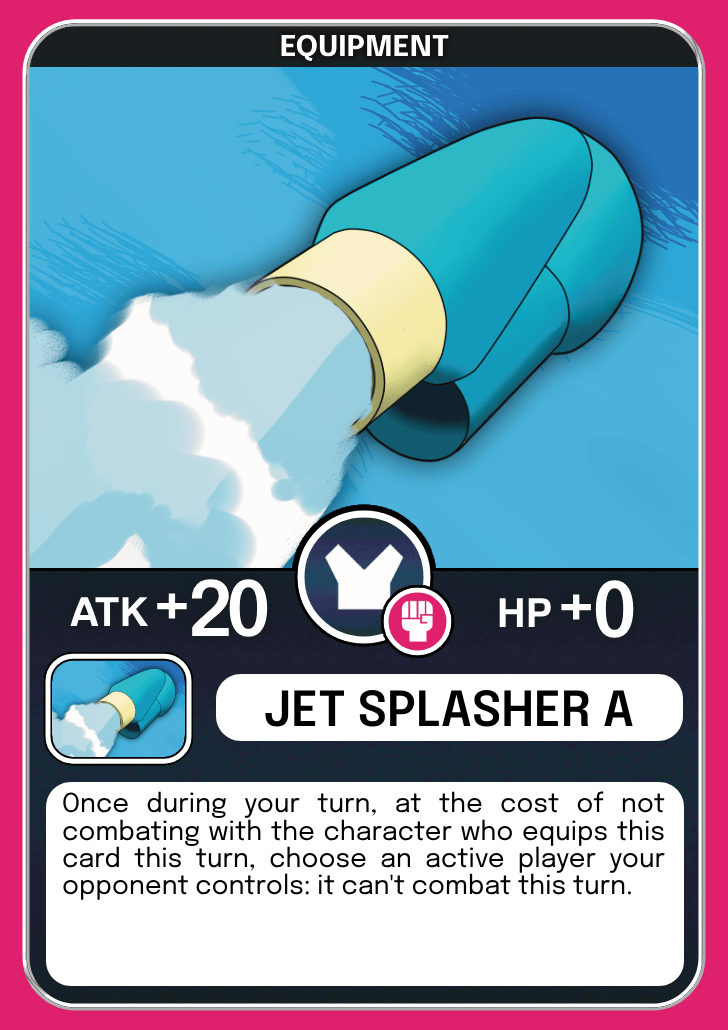 EQUIPMENT
ATK +20
HP +0
JET SPLASHER A
Once during your turn, at the cost of not
combating with the character who equips this
card this turn, choose an active player your
opponent controls: it can't combat this turn.